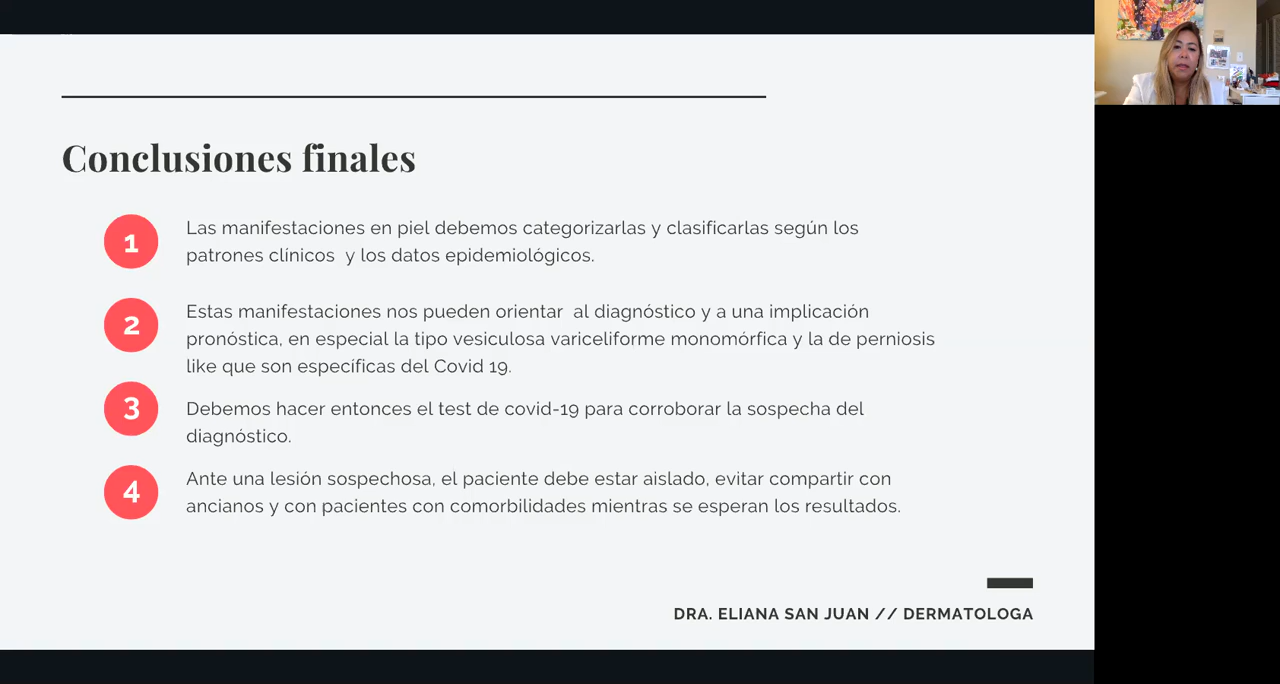 Conclusiones finales
1
Las manifestaciones en piel debemos categorizarlas y clasificarlas según los
patrones clínicos  y los datos epidemiológicos.
2
Estas manifestaciones nos pueden orientar  al diagnóstico y a una implicación
pronóstica, en especial la tipo vesiculosa variceliforme monomórfica y la de perniosis
like que son específicas del Covid 19.
3
Debemos hacer entonces el test de covid-19 para corroborar la sospecha del
diagnóstico.
4
Ante una lesión sospechosa, el paciente debe estar aislado, evitar compartir con
ancianos y con pacientes con comorbilidades mientras se esperan los resultados.
DRA. ELIANA SAN JUAN // DERMATOLOGA